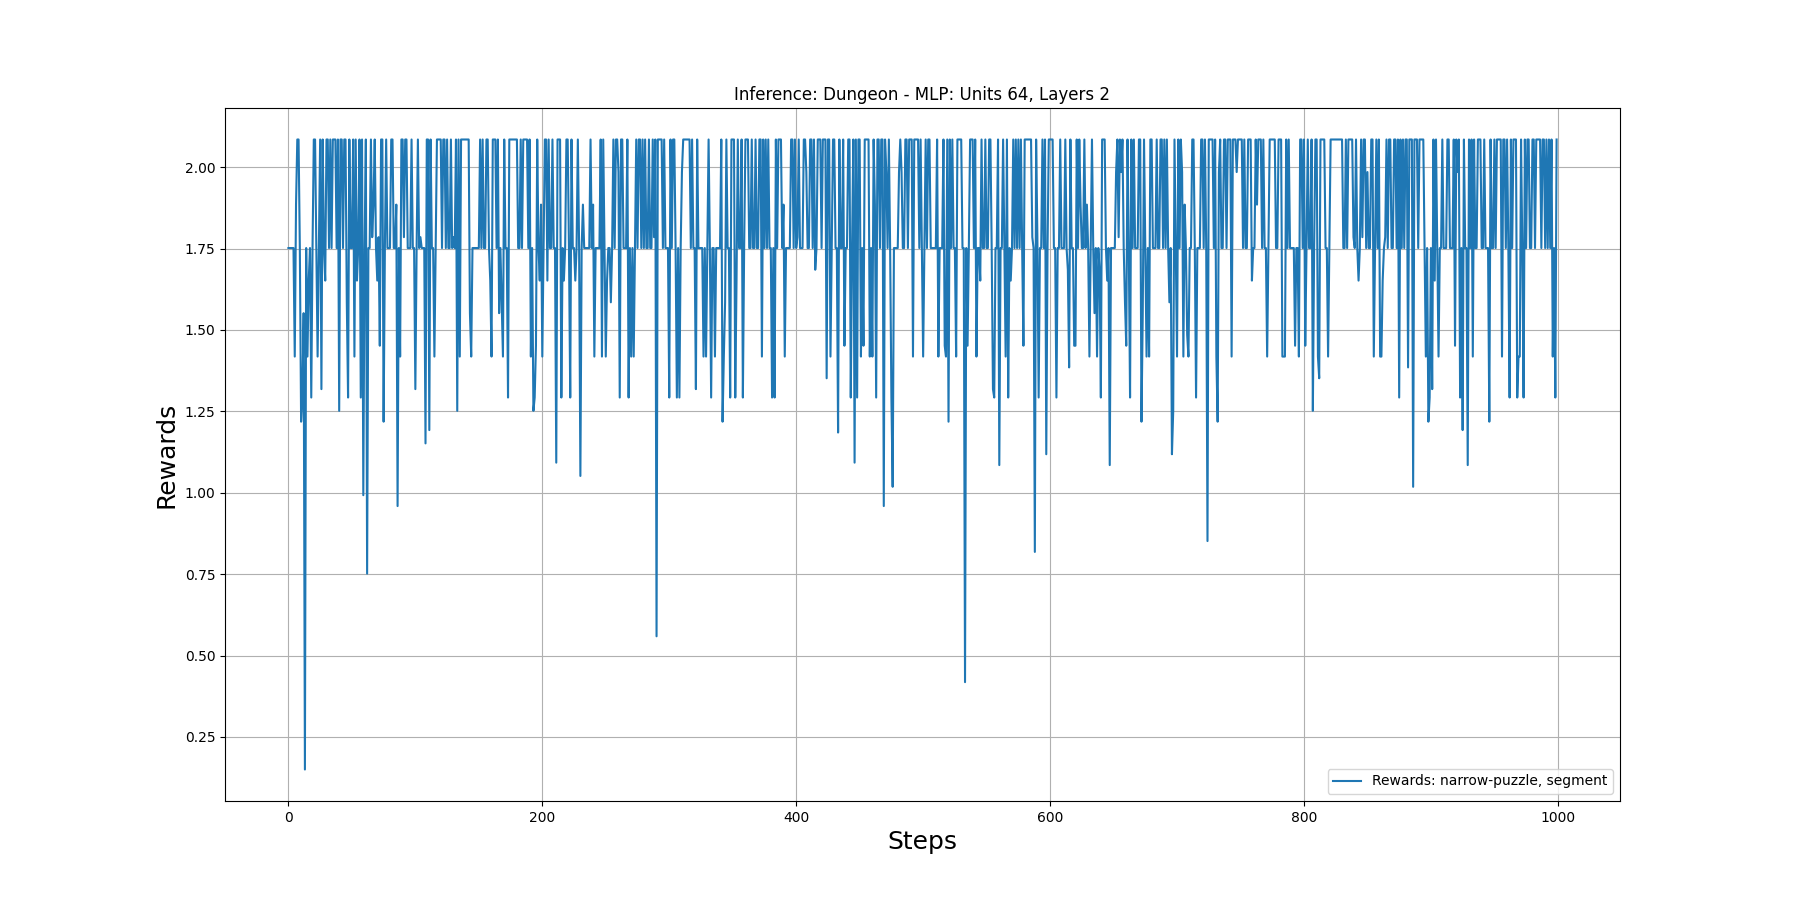 Inference: Dungeon - MLP: Units 64, Layers 2
Rewards
2.00
1.75
1.50
1.25
1.00
0.75
0.50
0.25
Rewards: narrow-puzzle, segment
0 200 400 600 800 1000
Steps